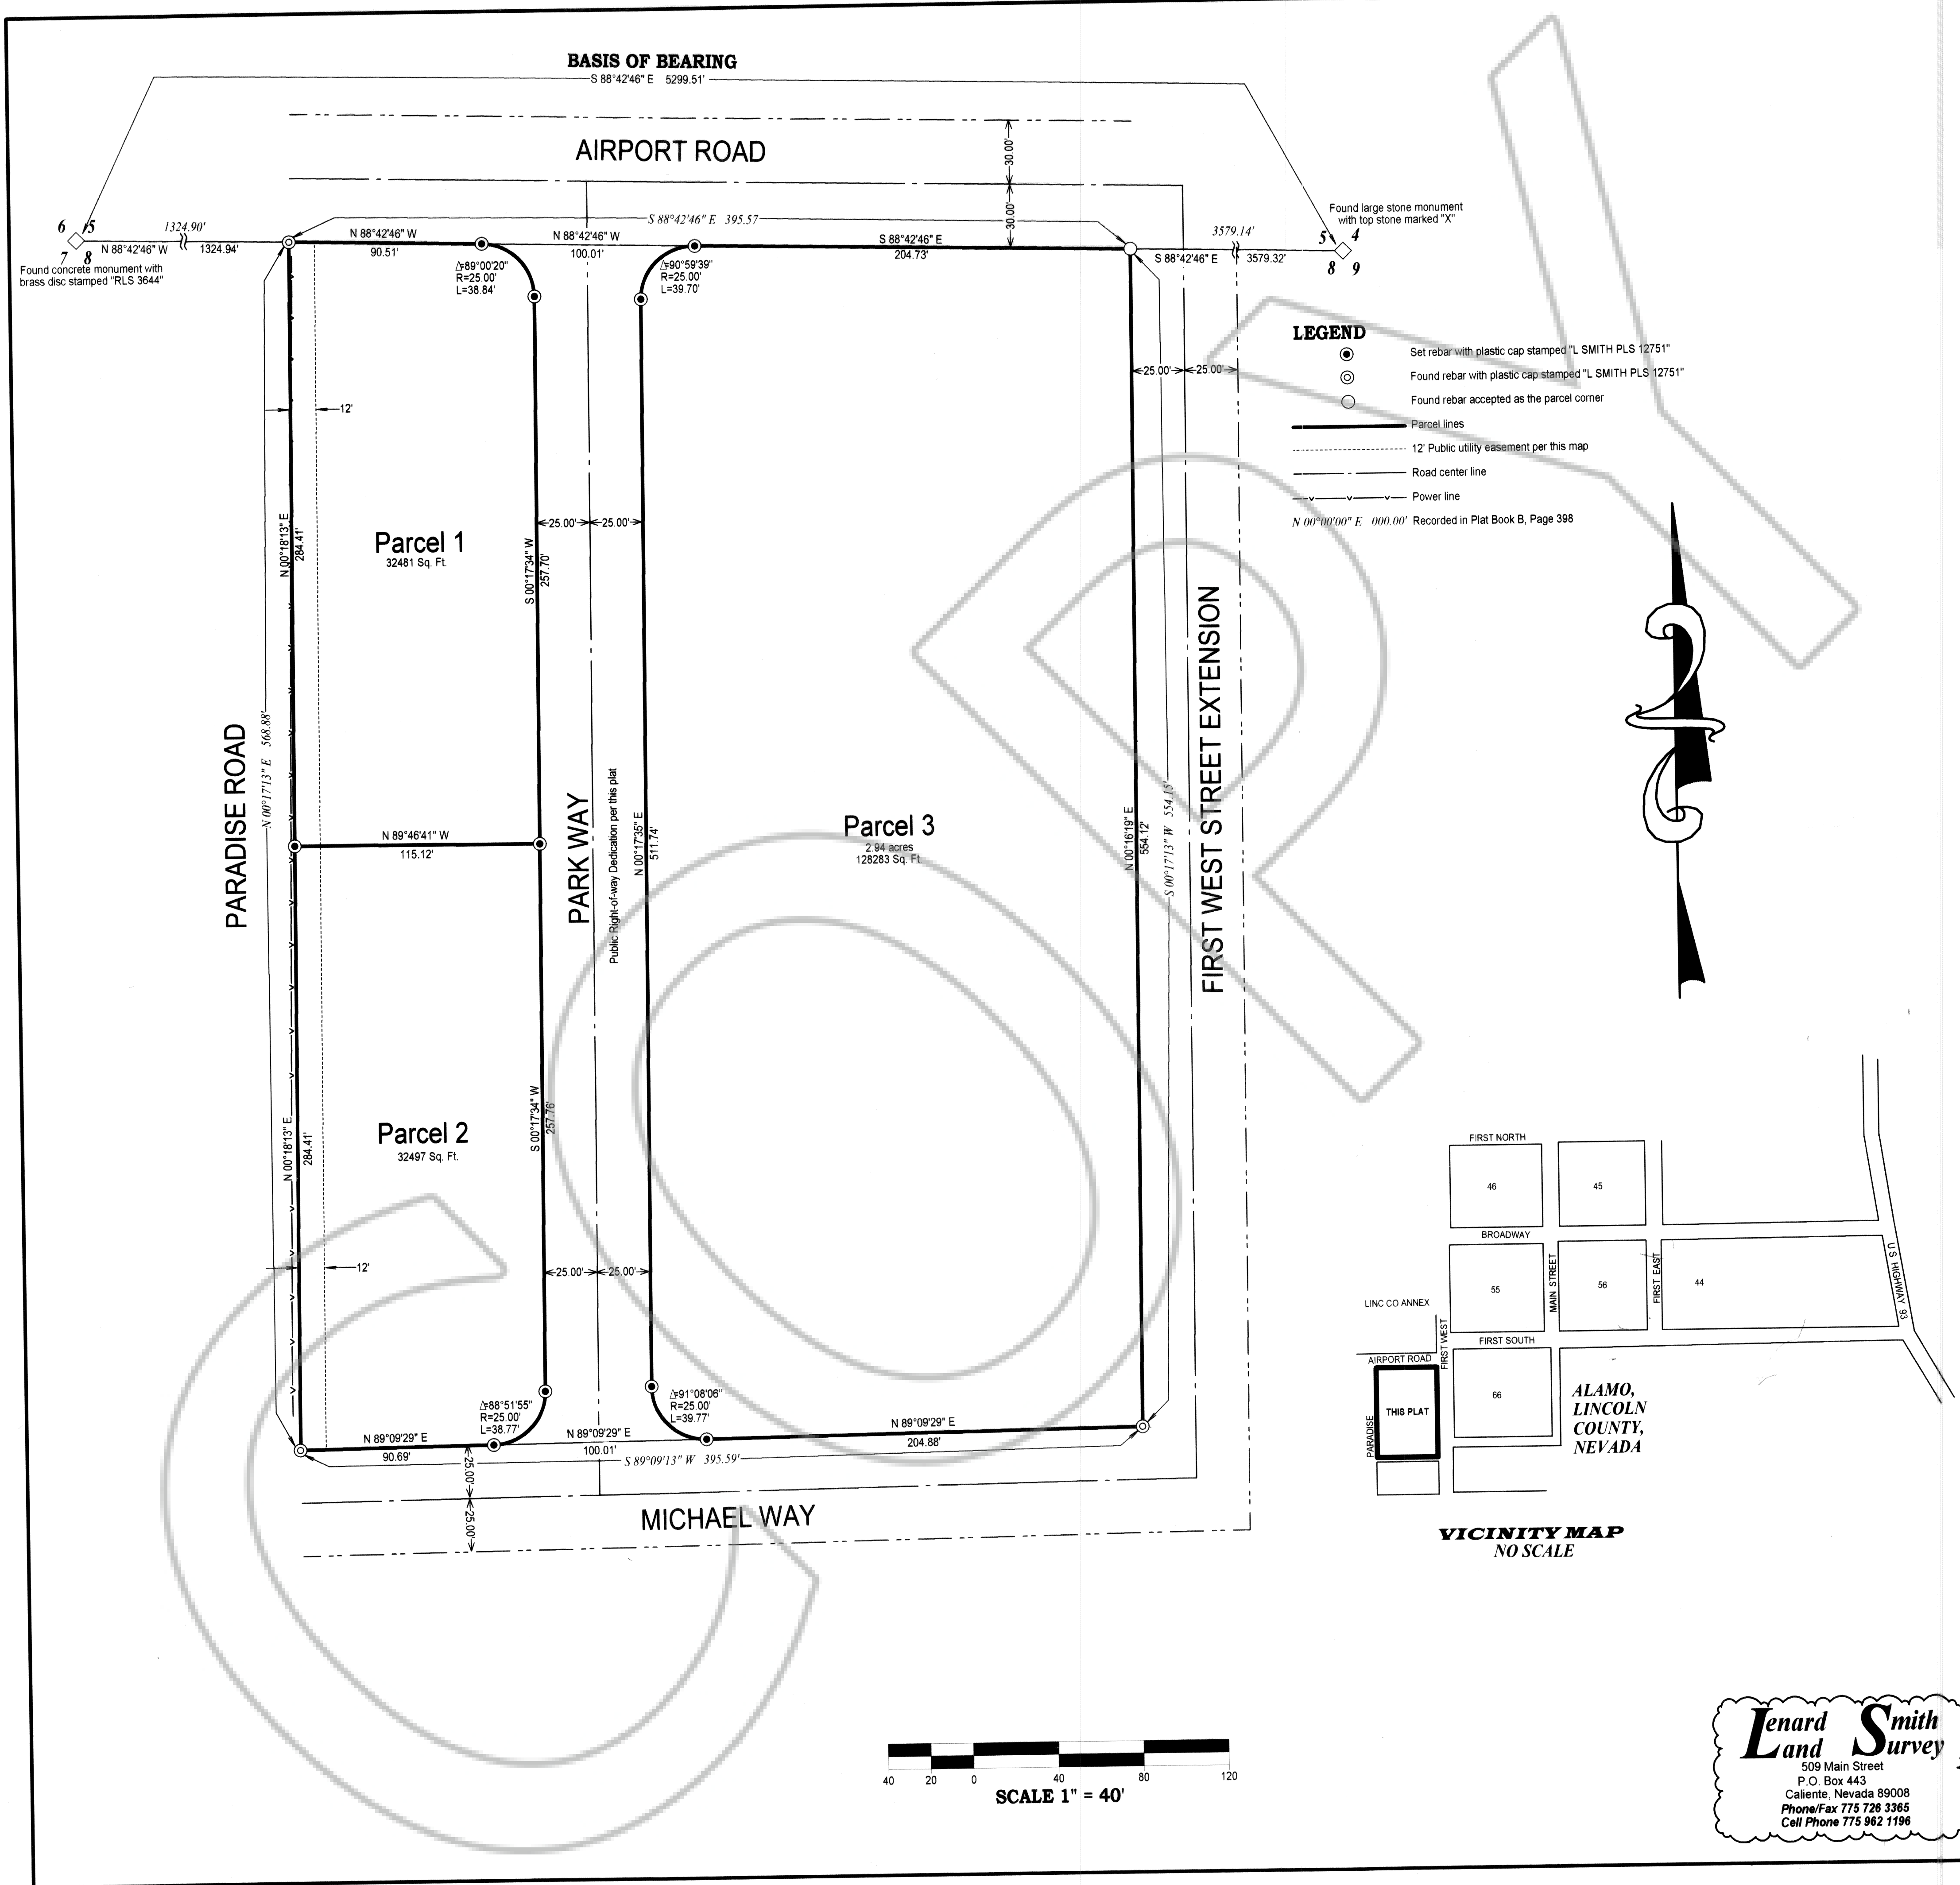 BASIS OF BEARING
S 88°42'46" E 5299.51'
AIRPORT ROAD
30.00'
30.00'
S 88°42'46" E 395.57
6 5
7 8
1324.90'
N 88°42'46" W 1324.94'
Found concrete monument with
brass disc stamped "RLS 3644"
N 88°42'46" W
90.51'
N 88°42'46" W
100.01'
S 88°42'46" E
204.73'
3579.14'
S 88°42'46" E 3579.32'
Found large stone monument
with top stone marked "X"
5 4
8 9
Δ=89°00'20"
R=25.00'
L=38.84'
Δ=90°59'39"
R=25.00'
L=39.70'
LEGEND
Set rebar with plastic cap stamped "L SMITH PLS 12751"
Found rebar with plastic cap stamped "L SMITH PLS 12751"
Found rebar accepted as the parcel corner
Parcel lines
12' Public utility easement per this map
Road center line
Power line
N 00°00'00" E 000.00' Recorded in Plat Book B, Page 398
25.00' 25.00'
12'
25.00' 25.00'
Parcel 1
32481 Sq. Ft.
N 00°18'13" E
284.41'
S 00°17'34" W
257.70'
PARADISE ROAD
N 00°17'13" E 568.88'
N 89°46'41" W
115.12'
PARK WAY
Public Right-of-way Dedication per this plat
N 00°17'35" E
511.74'
Parcel 3
2.94 acres
128283 Sq. Ft.
N 00°16'19" E
554.12'
S 00°17'13" W 554.15'
FIRST WEST STREET EXTENSION
Parcel 2
32497 Sq. Ft.
N 00°18'13" E
284.41'
S 00°17'34" W
257.76'
12'
25.00' 25.00'
Δ=88°51'55"
R=25.00'
L=38.77'
Δ=91°08'06"
R=25.00'
L=39.77'
N 89°09'29" E
90.69'
N 89°09'29" E
100.01'
N 89°09'29" E
204.88'
S 89°09'13" W 395.59'
25.00'
25.00'
MICHAEL WAY
FIRST NORTH
46
45
BROADWAY
55
MAIN STREET
56
FIRST EAST
44
U S HIGHWAY 93
LINC CO ANNEX
FIRST WEST
FIRST SOUTH
AIRPORT ROAD
PARADISE
THIS PLAT
66
ALAMO,
LINCOLN
COUNTY,
NEVADA
VICINITY MAP
NO SCALE
40 20 0 40 80 120
SCALE 1" = 40'
Lenard Smith
Land Survey
509 Main Street
P.O. Box 443
Caliente, Nevada 89008
Phone/Fax 775 726 3365
Cell Phone 775 962 1196
COPY